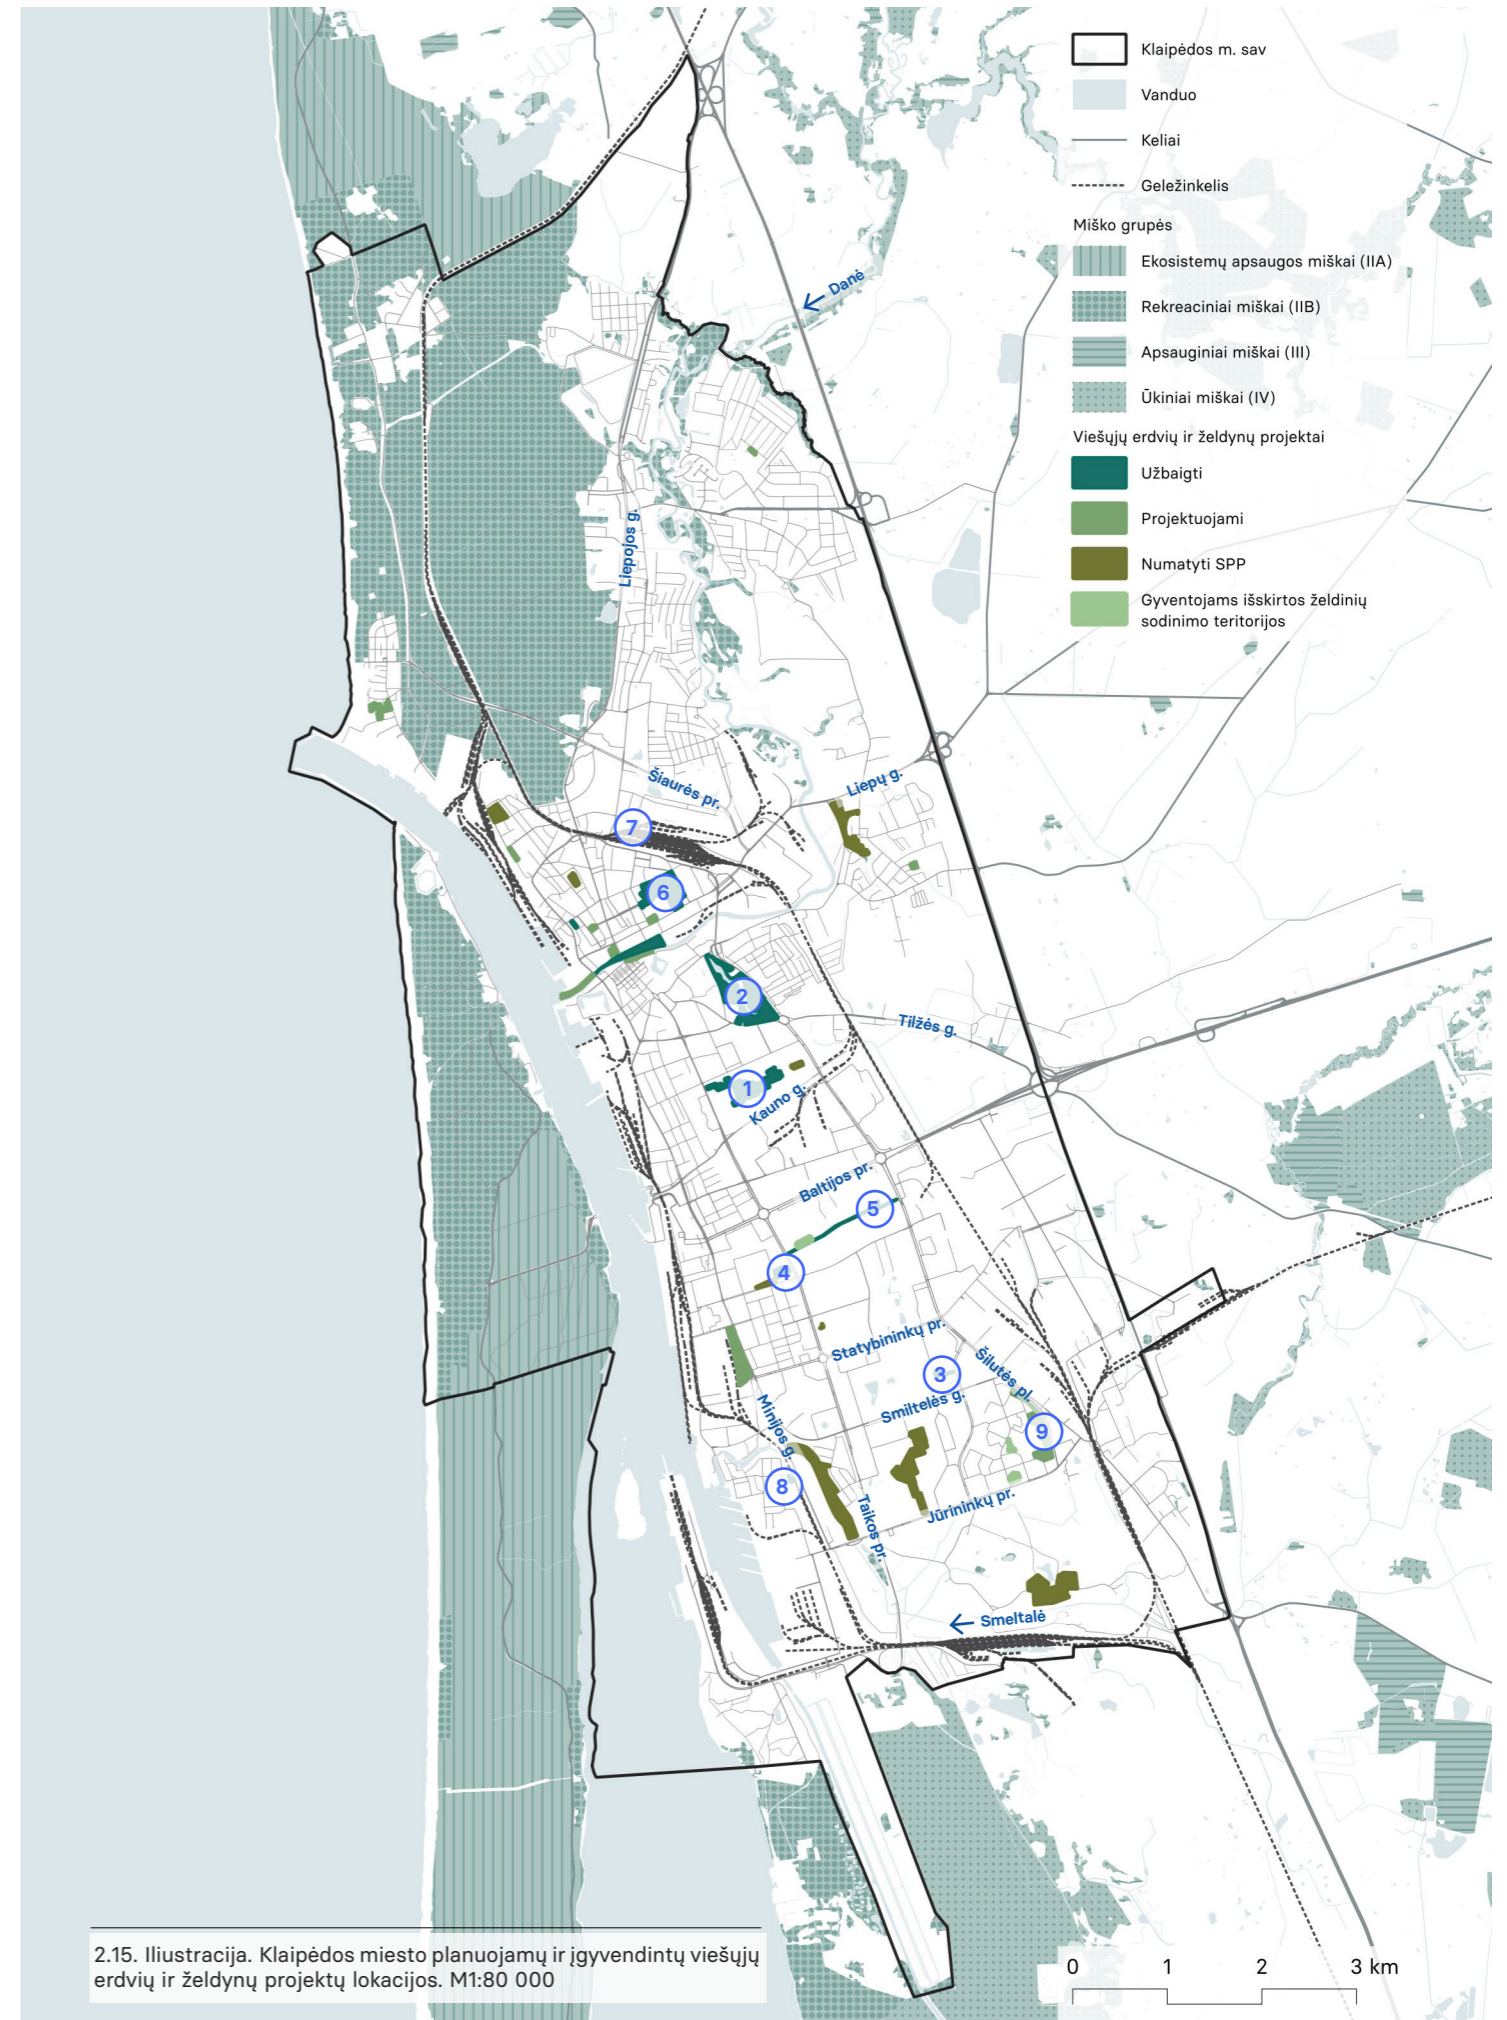 Klaipėdos m. sav
Vanduo
Keliai
Geležinkelis
Miško grupės
Ekosistemų apsaugos miškai (IIA)
Rekreaciniai miškai (IIB)
Apsauginiai miškai (III)
Ūkiniai miškai (IV)
Viešųjų erdvių ir želdynų projektai
Užbaigti
Projektuojami
Numatyti SPP
Gyventojams išskirtos želdinių
sodinimo teritorijos
Danė
Liepojos g.
Šiaurės pr.
Liepų g.
7
6
2
Tilžės g.
1
Kauno g.
Baltijos pr.
5
4
Statybininkų pr.
3
Šilutės pl.
Smiltelės g.
Minijos g.
9
8
Taikos pr.
Jūrininkų pr.
Smeltalė
2.15. Iliustracija. Klaipėdos miesto planuojamų ir įgyvendintų viešųjų
erdvių ir želdynų projektų lokacijos. M1:80 000
0 1 2 3 km